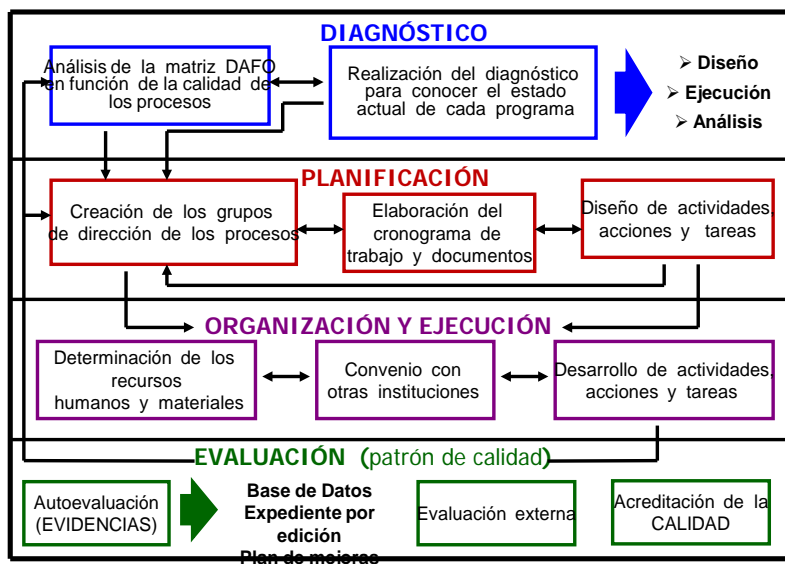 DIAGNÓSTICO
Análisis de la matriz DAFO
en función de la calidad de
los procesos
Realización del diagnóstico
para conocer el estado
actual de cada programa
➢ Diseño
➢ Ejecución
➢ Análisis
PLANIFICACIÓN
Creación de los grupos
de dirección de los procesos
Elaboración del
cronograma de
trabajo y documentos
Diseño de actividades,
acciones y tareas
ORGANIZACIÓN Y EJECUCIÓN
Determinación de los
recursos
humanos y materiales
Convenio con
otras instituciones
Desarrollo de actividades,
acciones y tareas
EVALUACIÓN (patrón de calidad)
Autoevaluación
(EVIDENCIAS)
Base de Datos
Expediente por
edición
Plan de mejoras
Evaluación externa
Acreditación de la
CALIDAD